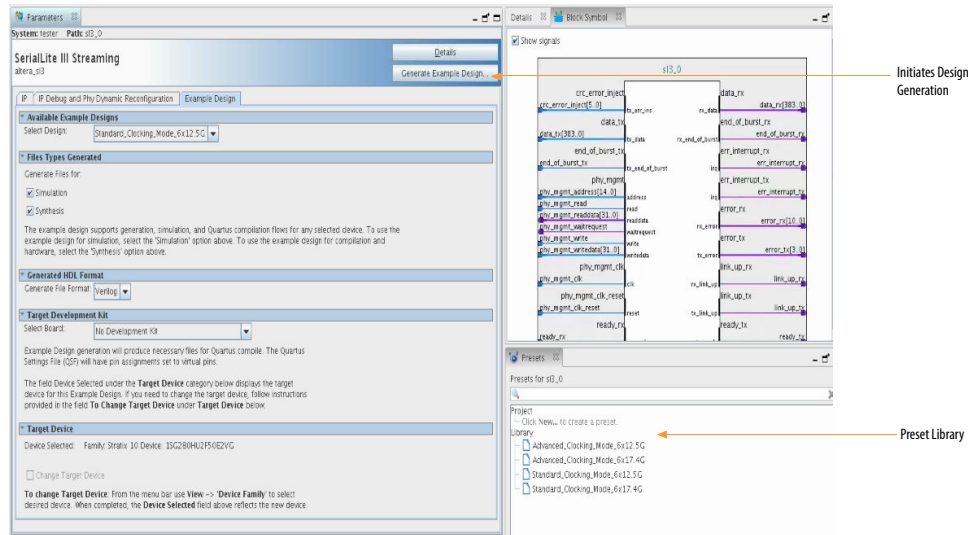 Parameters
System: tester Path: sl3_0
SerialLite III Streaming
altera_sl3
Details
Generate Example Design...
IP
IP Debug and Phy Dynamic Reconfiguration
Example Design
Available Example Designs
Select Design:
Standard_Clocking_Mode_6x12.5G
Files Types Generated
Generate Files for:
Simulation
Synthesis
The example design supports generation, simulation, and Quartus compilation flows for any selected device. To use the
example design for simulation, select the 'Simulation' option above. To use the example design for compilation and
hardware, select the 'Synthesis' option above.
Generated HDL Format
Generate File Format:
Verilog
Target Development Kit
Select Board:
No Development Kit
Example Design generation will produce necessary files for Quartus compile. The Quartus
Settings File (QSF) will have pin assignments set to virtual pins.
The field Device Selected under the Target Device category below displays the target
device for this Example Design. If you need to change the target device, follow instructions
provided in the field To Change Target Device under Target Device below.
Target Device
Device Selected: Family: Stratix 10 Device: 1SG280HU2F50E2VG
Change Target Device
To change Target Device: From the menu bar use View -> 'Device Family' to select
desired device. When completed, the Device Selected field above reflects the new device
Details
Block Symbol
Show signals
sl3_0
crc_error_inject
crc_error_inject[5..0]
tx_err_ins
data_tx
data_tx[383..0]
tx_data
end_of_burst_tx
end_of_burst_tx
tx_end_of_burst
phy_mgmt
phy_mgmt_address[14..0]
address
phy_mgmt_read
read
phy_mgmt_readdata[31..0]
readdata
phy_mgmt_waitrequest
waitrequest
phy_mgmt_write
write
phy_mgmt_writedata[31..0]
writedata
phy_mgmt_clk
phy_mgmt_clk
clk
phy_mgmt_clk_reset
phy_mgmt_clk_reset
reset
ready_rx
ready_rx
data_rx
data_rx[383..0]
rx_data
end_of_burst_rx
end_of_burst_rx
rx_end_of_burst
err_interrupt_rx
err_interrupt_rx
irq
err_interrupt_tx
err_interrupt_tx
irq
error_rx
error_rx[10..0]
rx_error
error_tx
error_tx[3..0]
tx_error
link_up_rx
link_up_rx
rx_link_up
link_up_tx
link_up_tx
tx_link_up
ready_tx
ready_tx
Presets
Presets for sl3_0
Project
Click New... to create a preset.
Library
Advanced_Clocking_Mode_6x12.5G
Advanced_Clocking_Mode_6x17.4G
Standard_Clocking_Mode_6x12.5G
Standard_Clocking_Mode_6x17.4G
Initiates Design
Generation
Preset Library